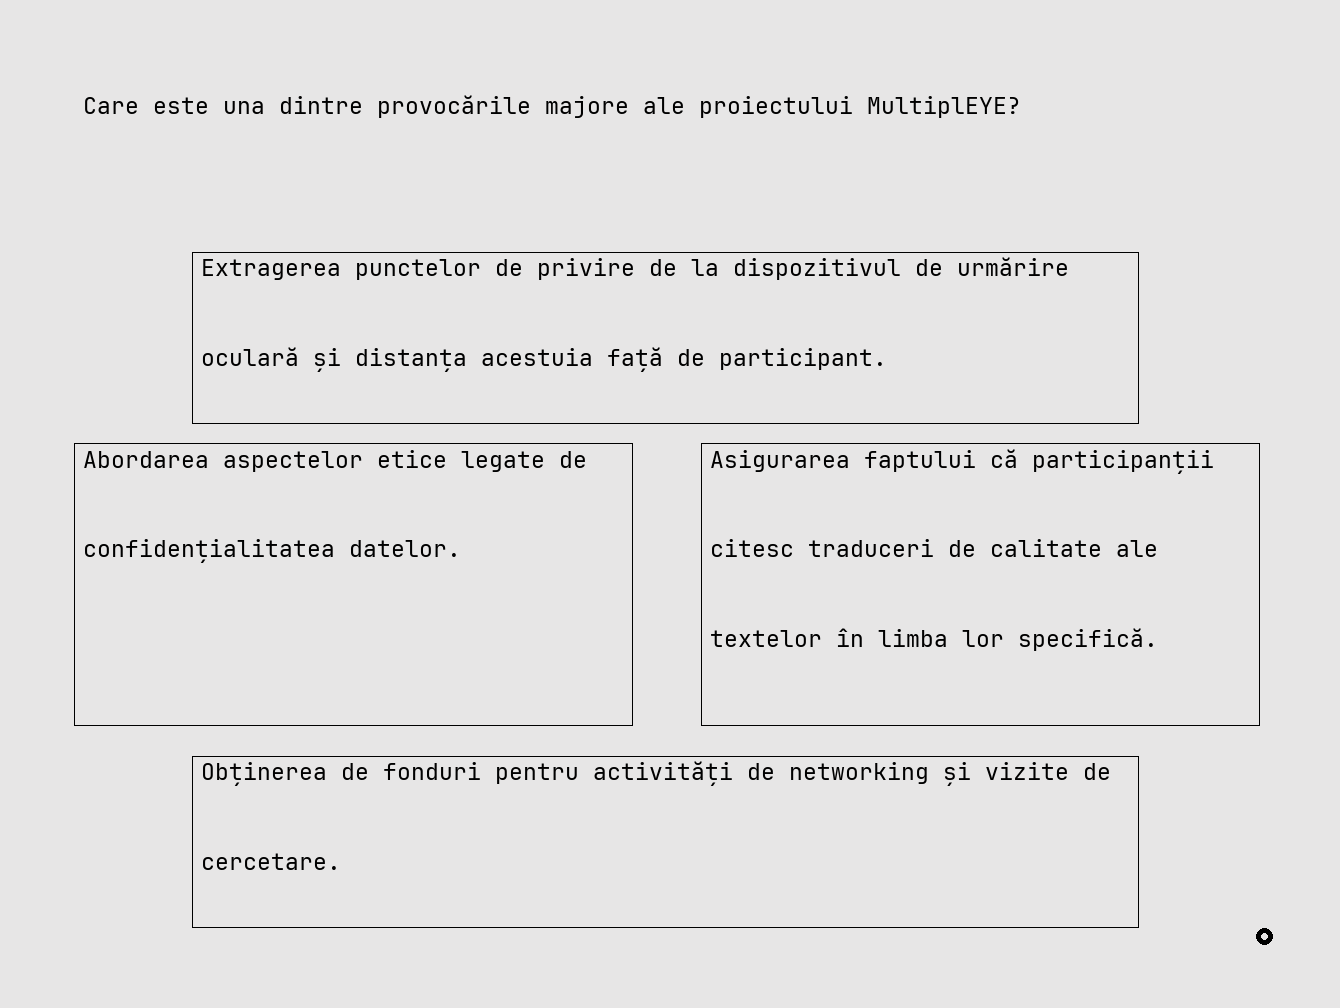 Care este una dintre provocările majore ale proiectului MultiplEYE?
Extragerea punctelor de privire de la dispozitivul de urmărire
oculară și distanța acestuia față de participant.
Abordarea aspectelor etice legate de
confidențialitatea datelor.
Asigurarea faptului că participanții
citesc traduceri de calitate ale
textelor în limba lor specifică.
Obținerea de fonduri pentru activități de networking și vizite de
cercetare.